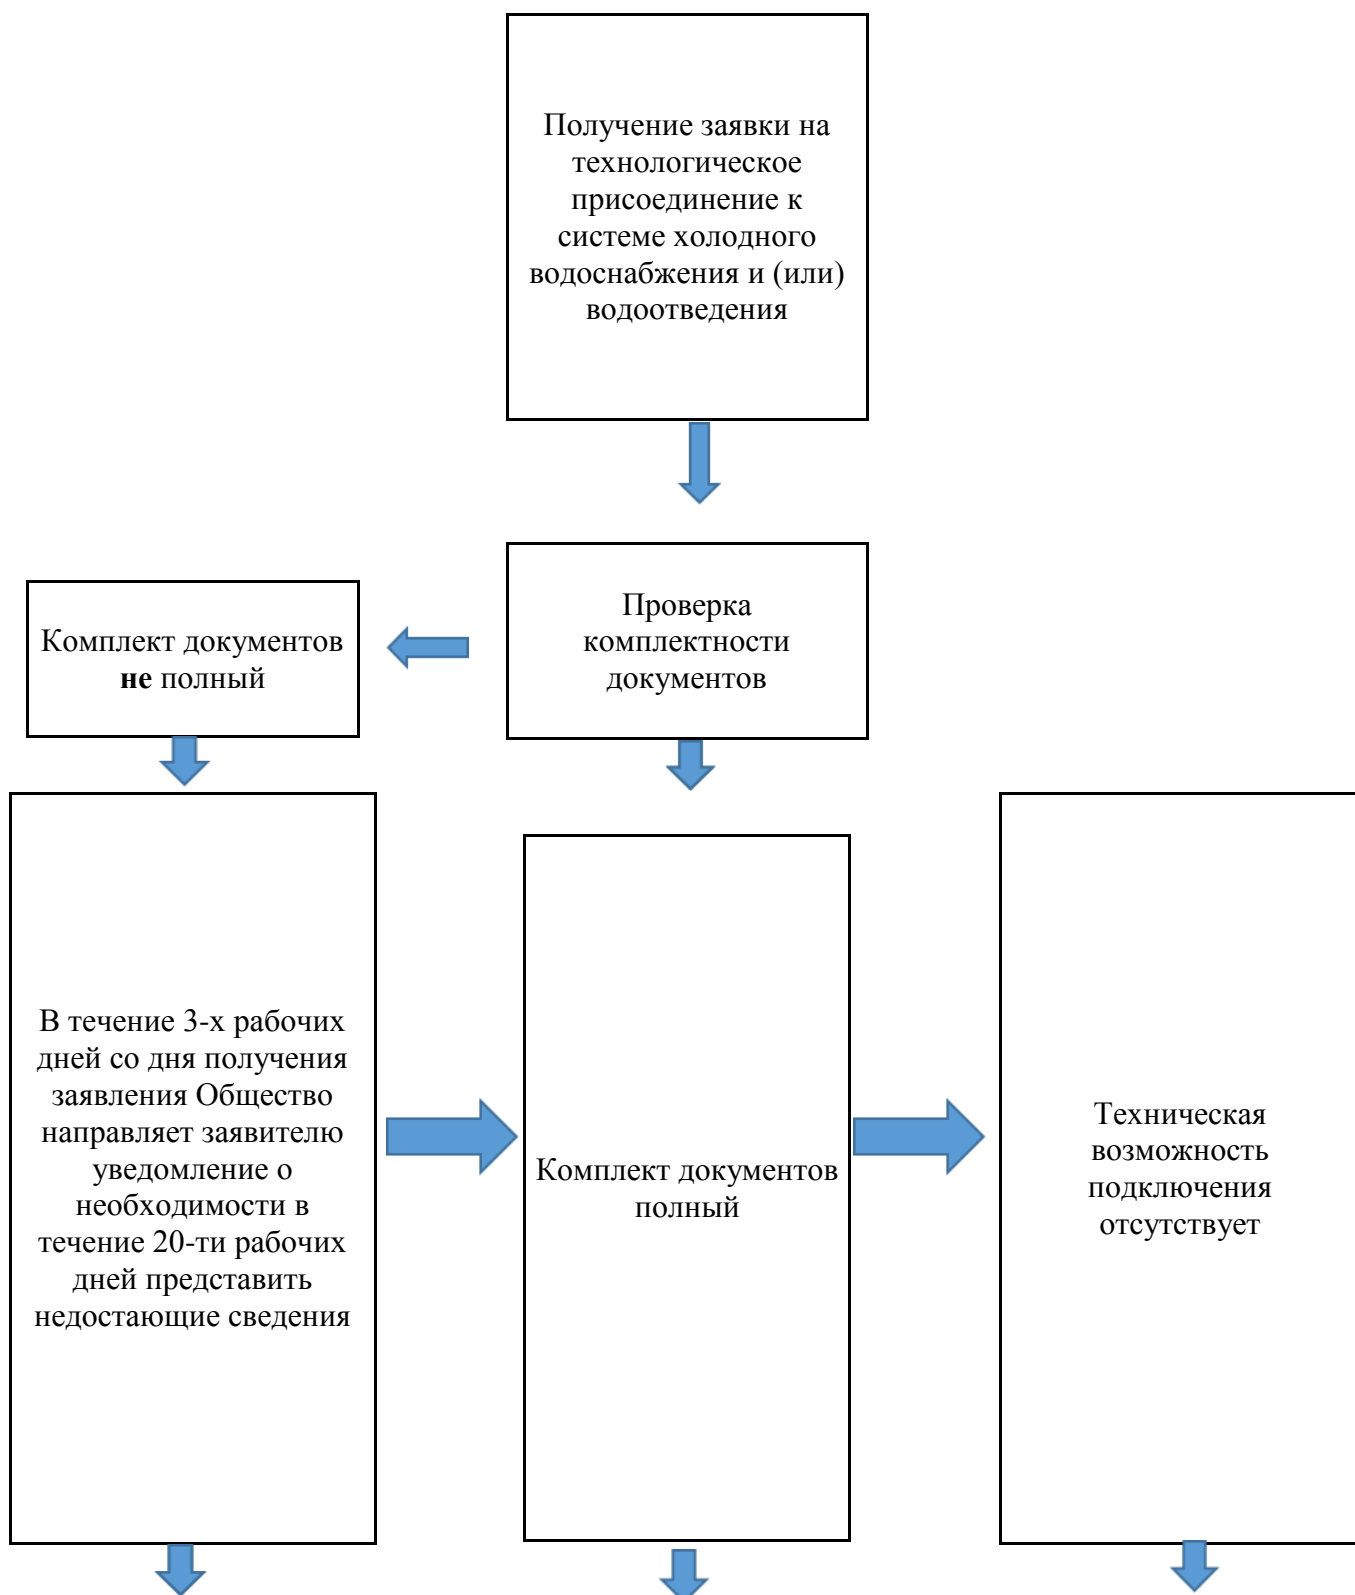 Получение заявки на
технологическое
присоединение к
системе холодного
водоснабжения и (или)
водоотведения
Комплект документов
не полный
Проверка
комплектности
документов
В течение 3-х рабочих
дней со дня получения
заявления Общество
направляет заявителю
уведомление о
необходимости в
течение 20-ти рабочих
дней представить
недостающие сведения
Комплект документов
полный
Техническая
возможность
подключения
отсутствует